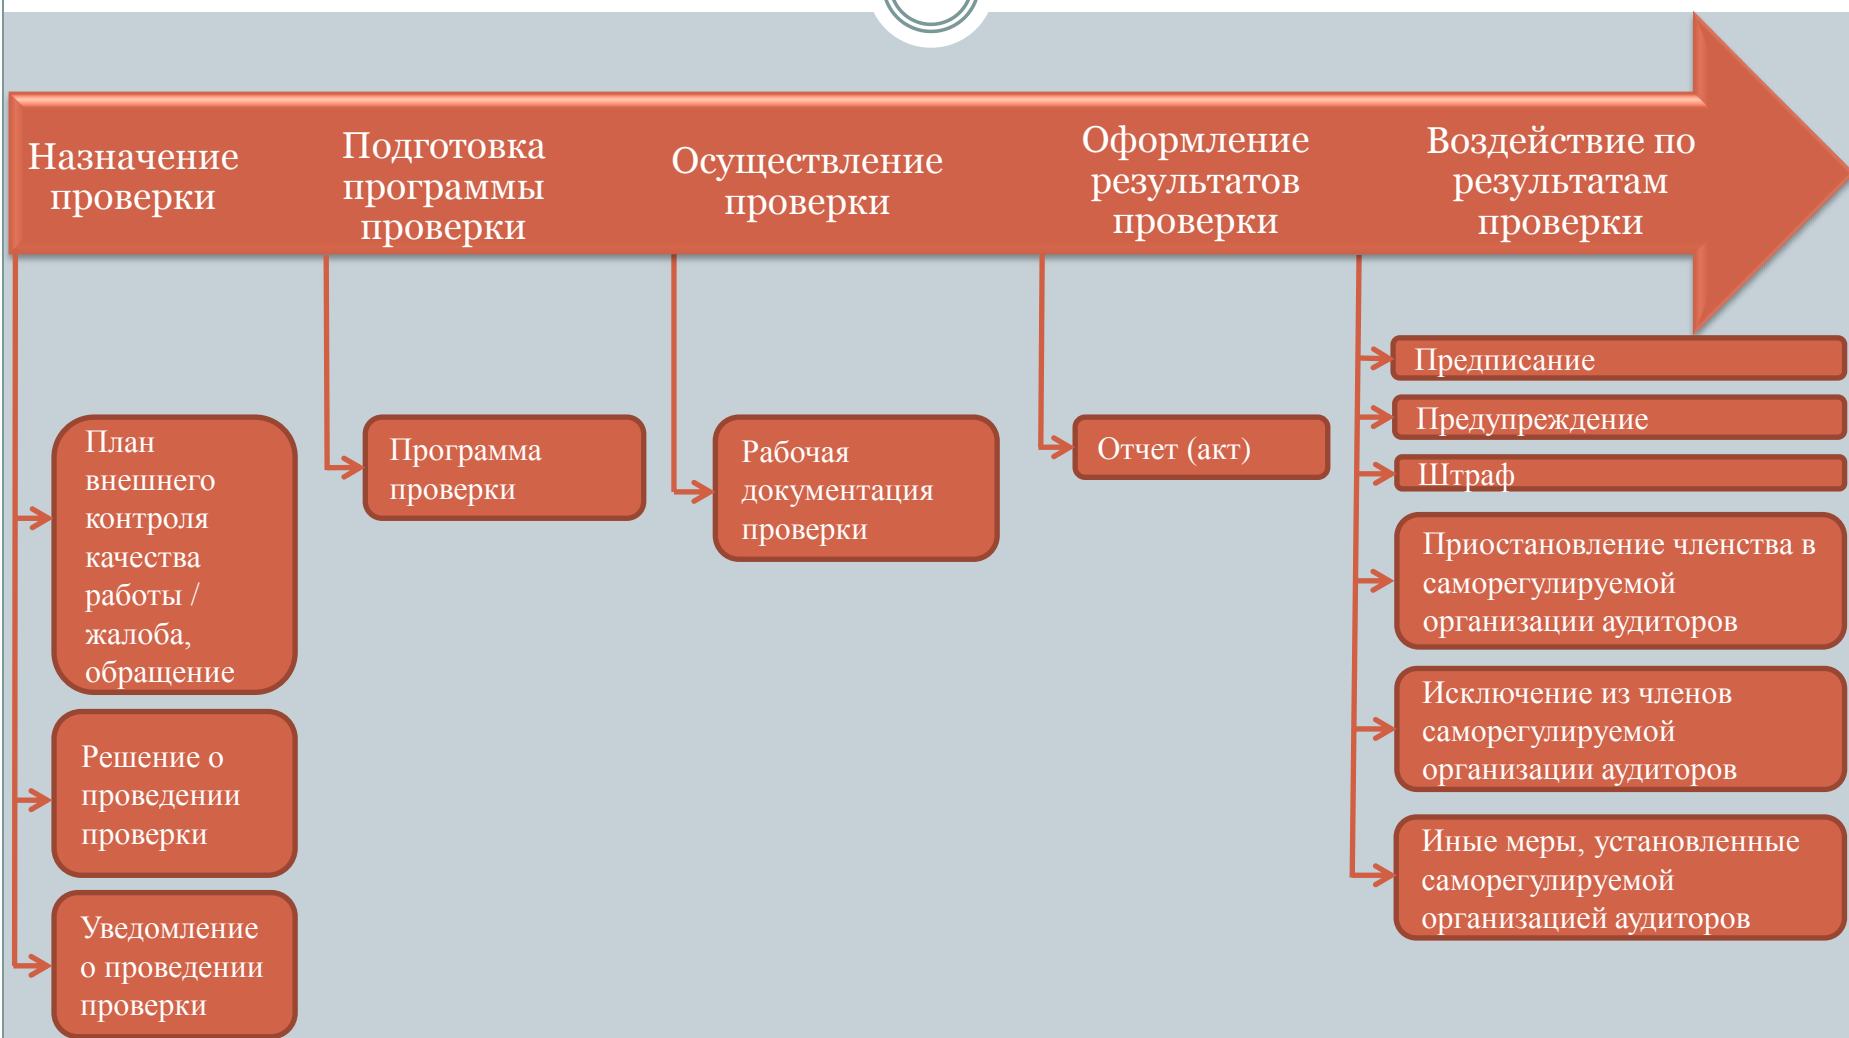 Назначение
проверки
Подготовка
программы
проверки
Осуществление
проверки
Оформление
результатов
проверки
Воздействие по
результатам
проверки
План
внешнего
контроля
качества
работы /
жалоба,
обращение
Решение о
проведении
проверки
Уведомление
о проведении
проверки
Программа
проверки
Рабочая
документация
проверки
Отчет (акт)
Предписание
Предупреждение
Штраф
Приостановление членства в
саморегулируемой
организации аудиторов
Исключение из членов
саморегулируемой
организации аудиторов
Иные меры, установленные
саморегулируемой
организацией аудиторов